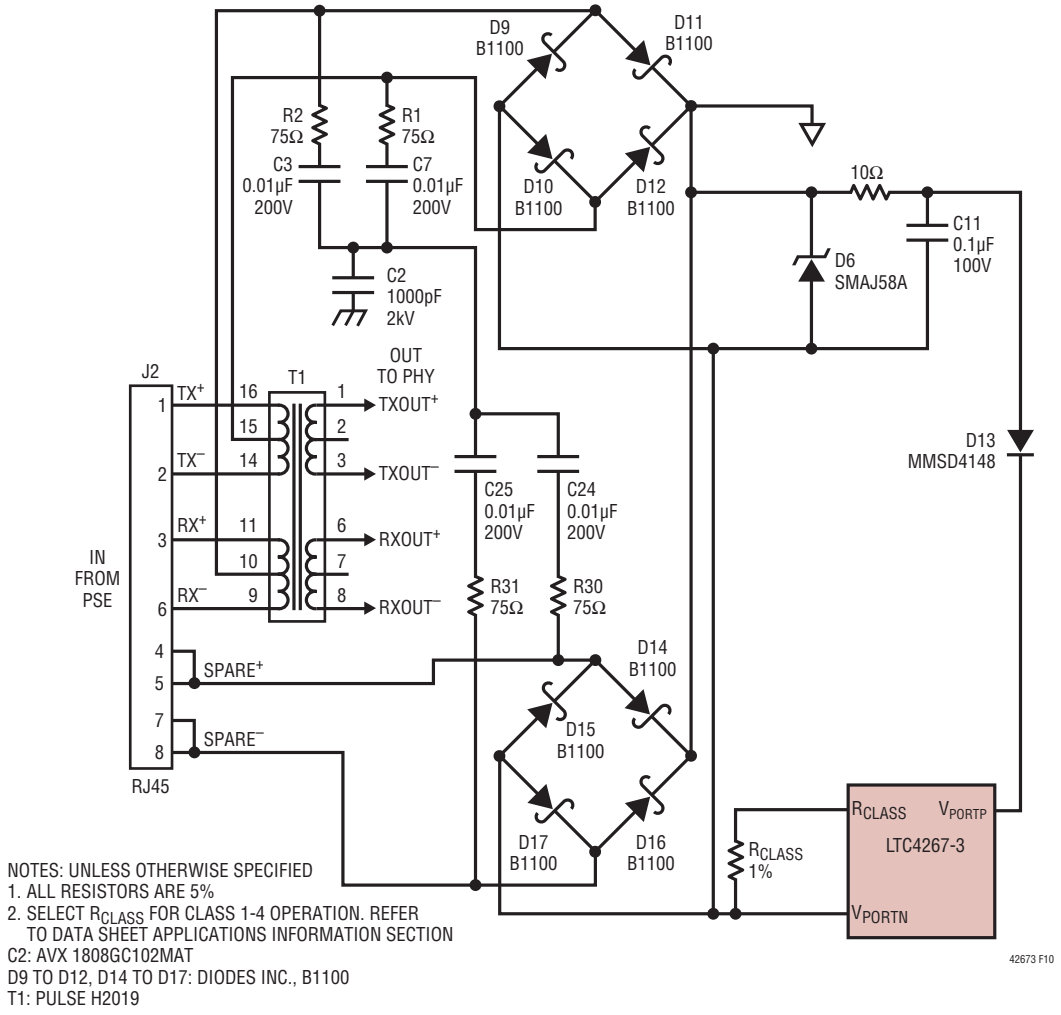 D9
B1100
D11
B1100
R2
75Ω
R1
75Ω
C3
0.01µF
200V
C7
0.01µF
200V
D10
B1100
D12
B1100
10Ω
C11
0.1µF
100V
D6
SMAJ58A
C2
1000pF
2kV
OUT
TO PHY
J2
T1
1 TX+ 16 1 TXOUT+
15 2
2 TX– 14 3 TXOUT–
3 RX+ 11 6 RXOUT+
10 7
6 RX– 9 8 RXOUT–
IN
FROM
PSE
4
5 SPARE+
7
8 SPARE–
RJ45
C25
0.01µF
200V
C24
0.01µF
200V
R31
75Ω
R30
75Ω
D13
MMSD4148
D14
B1100
D15
B1100
D17
B1100
D16
B1100
RCLASS
1%
RCLASS VPORTP
LTC4267-3
VPORTN
NOTES: UNLESS OTHERWISE SPECIFIED
1. ALL RESISTORS ARE 5%
2. SELECT RCLASS FOR CLASS 1-4 OPERATION. REFER
TO DATA SHEET APPLICATIONS INFORMATION SECTION
C2: AVX 1808GC102MAT
D9 TO D12, D14 TO D17: DIODES INC., B1100
T1: PULSE H2019
42673 F10